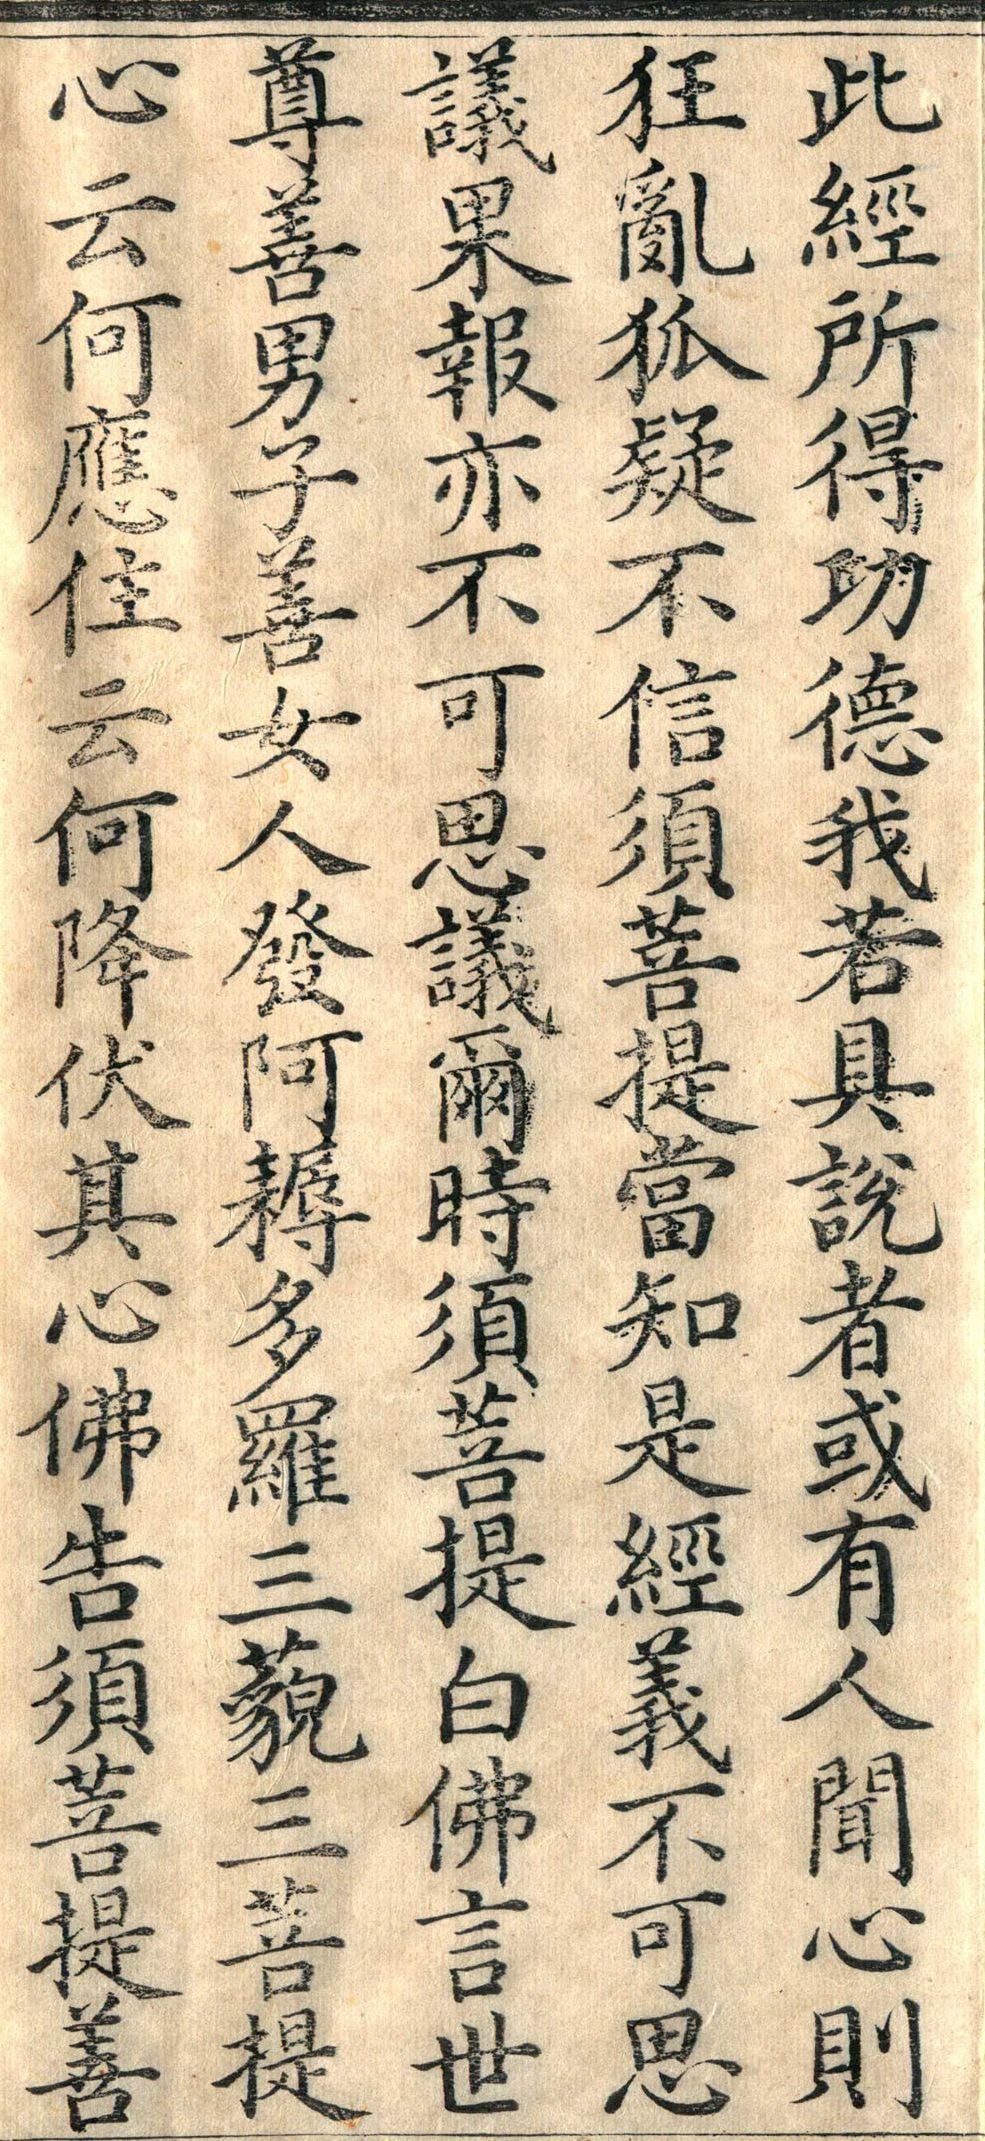 此經所得功德我若具說者或有人聞心則
狂亂狐疑不信須菩提當知是經義不可思
議果報亦不可思議爾時須菩提白佛言世
尊善男子善女人發阿耨多羅三藐三菩提
心云何應住云何降伏其心佛告須菩提善